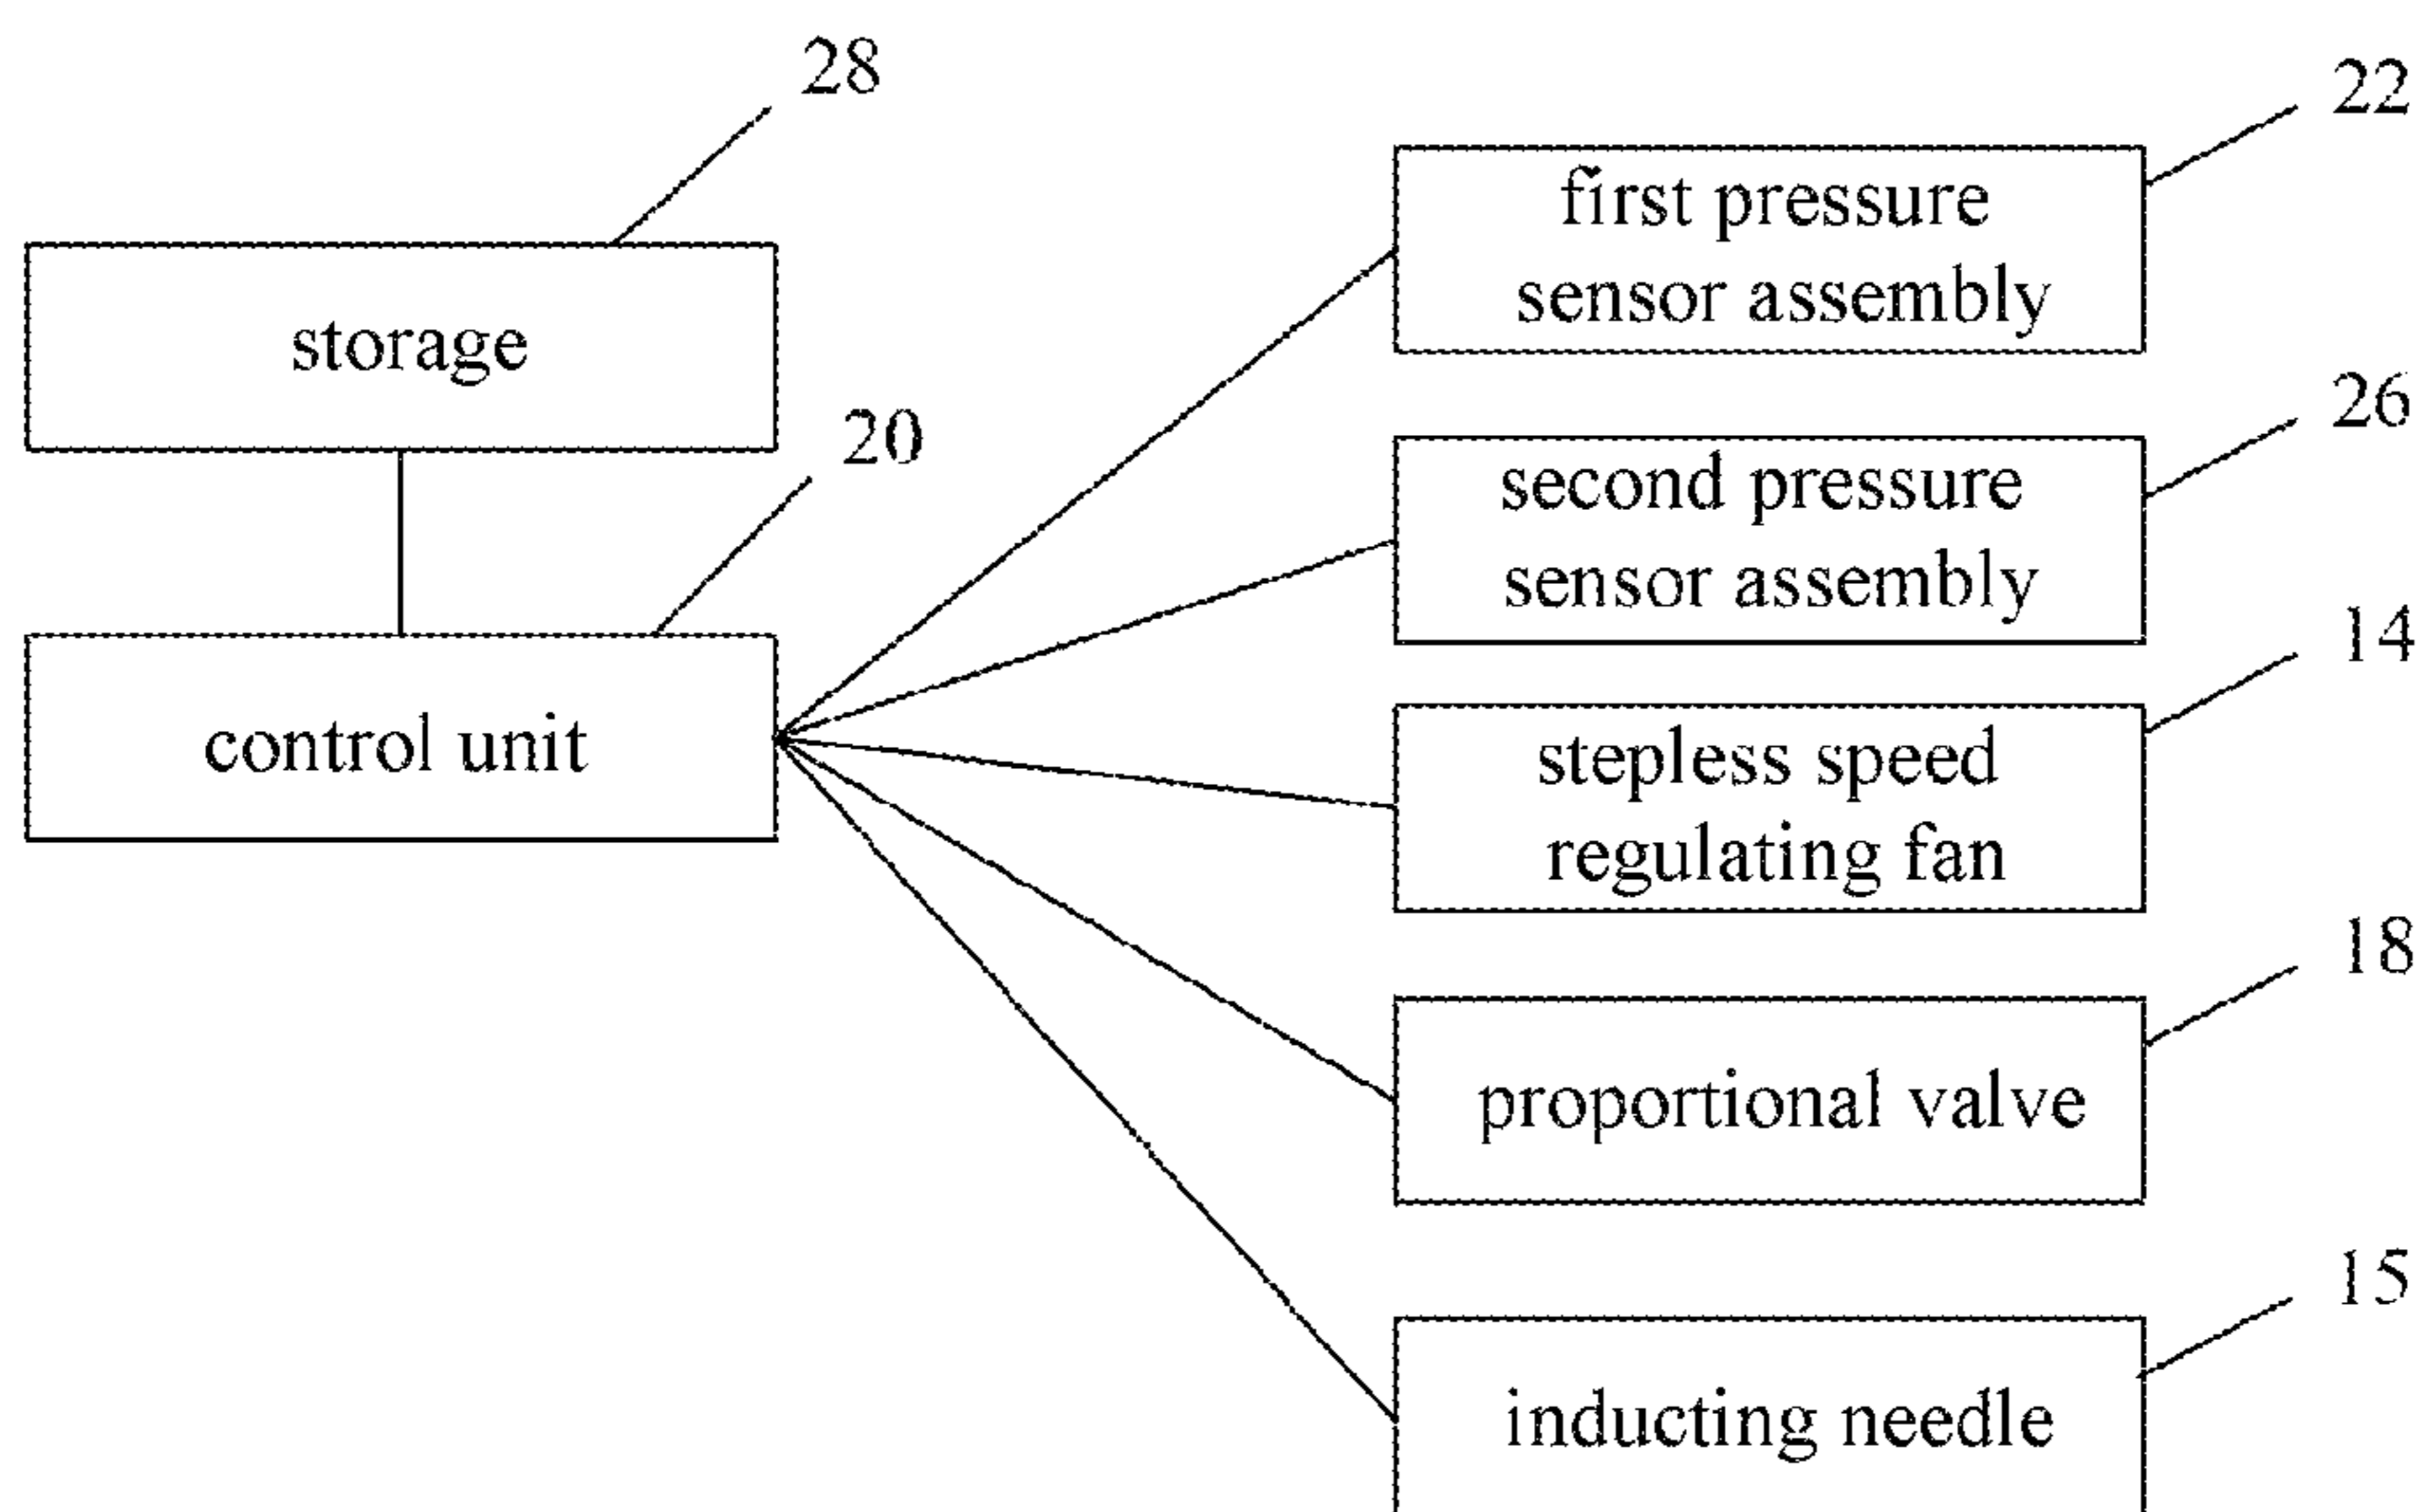 28
storage
20
control unit
22
first pressure
sensor assembly
26
second pressure
sensor assembly
14
stepless speed
regulating fan
18
proportional valve
15
inducting needle